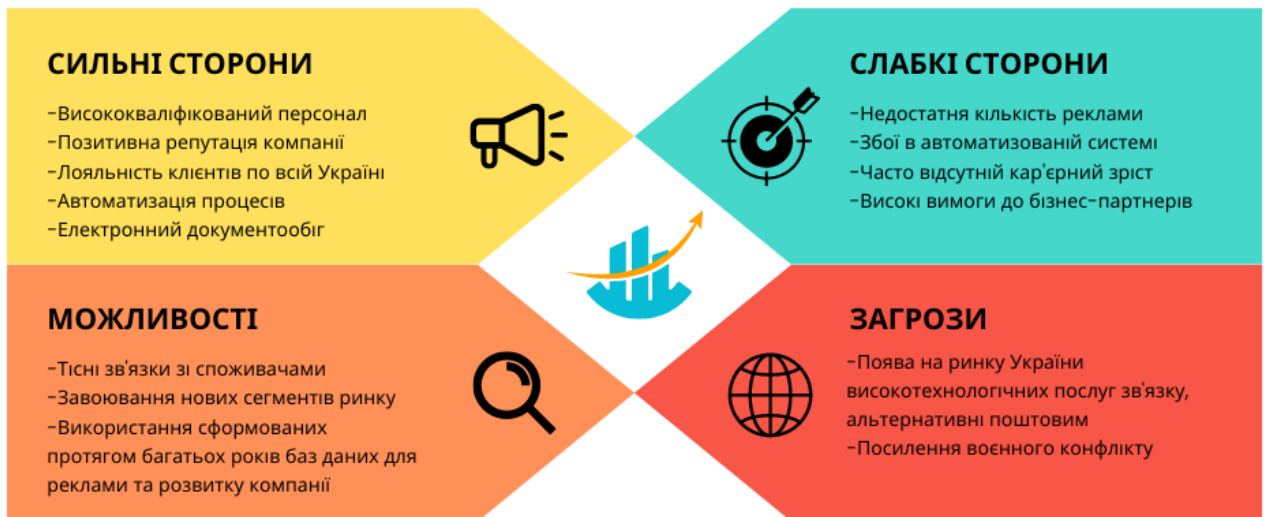 СИЛЬНІ СТОРОНИ
-Висококваліфікований персонал
-Позитивна репутація компанії
-Лояльність клієнтів по всій Україні
-Автоматизація процесів
-Електронний документообіг
СЛАБКІ СТОРОНИ
-Недостатня кількість реклами
-Збої в автоматизованій системі
-Часто відсутній кар'єрний зріст
-Високі вимоги до бізнес-партнерів
МОЖЛИВОСТІ
-Тісні зв'язки зі споживачами
-Завоювання нових сегментів ринку
-Використання сформованих
протягом багатьох років баз даних для
реклами та розвитку компанії
ЗАГРОЗИ
-Поява на ринку України
високотехнологічних послуг зв'язку,
альтернативні поштовим
-Посилення воєнного конфлікту